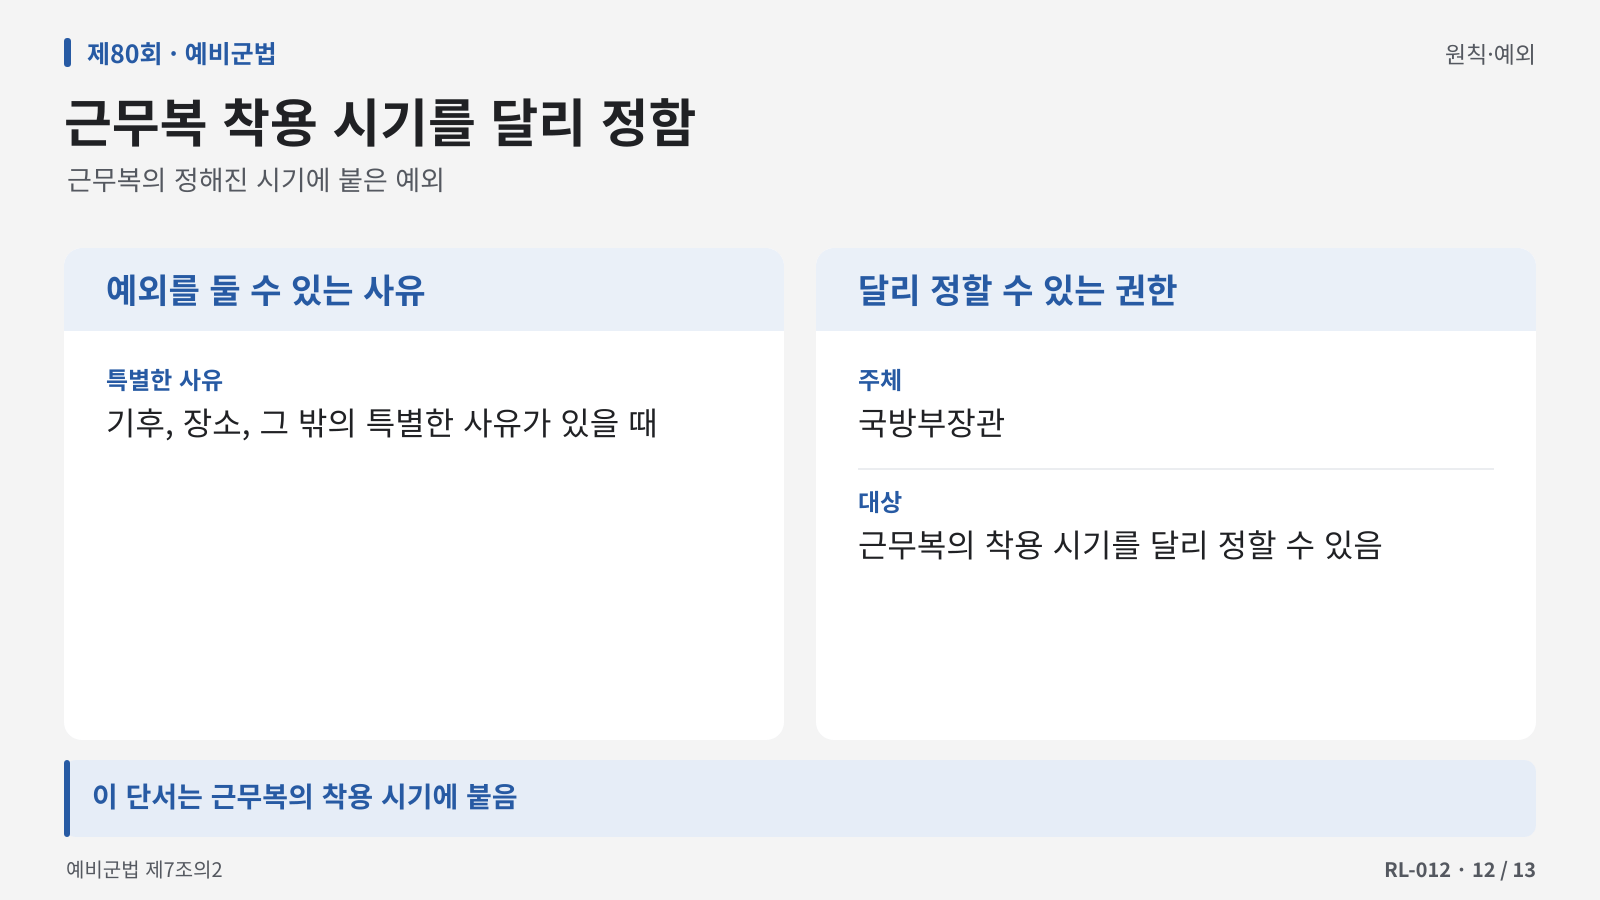 제80회 · 예비군법
원칙·예외
근무복 착용 시기를 달리 정함
근무복의 정해진 시기에 붙은 예외
예외를 둘 수 있는 사유
특별한 사유
기후, 장소, 그 밖의 특별한 사유가 있을 때
달리 정할 수 있는 권한
주체
국방부장관
대상
근무복의 착용 시기를 달리 정할 수 있음
이 단서는 근무복의 착용 시기에 붙음
예비군법 제7조의2
RL-012 · 12 / 13